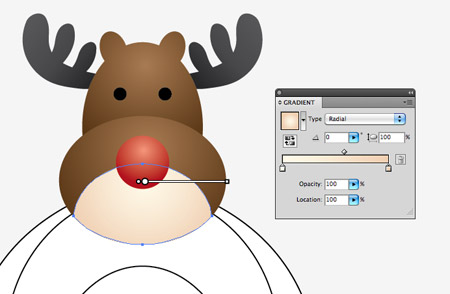 GRADIENT
Type Radial
0 ° 100 %
Opacity: 100 %
Location: 100 %